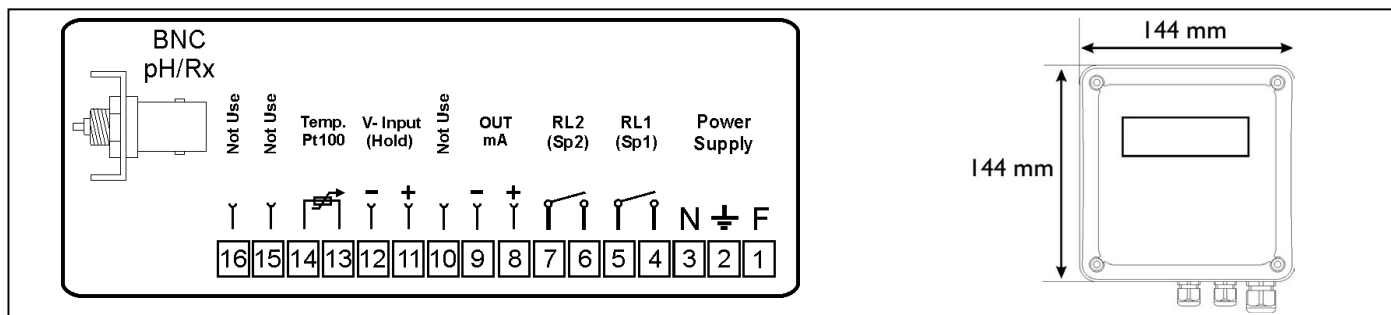 BNC
pH/Rx
Not Use
Not Use
Temp.
Pt100
V- Input
(Hold)
Not Use
OUT
mA
RL2
(Sp2)
RL1
(Sp1)
Power
Supply
- + - + N F
16 15 14 13 12 11 10 9 8 7 6 5 4 3 2 1
144 mm
144 mm